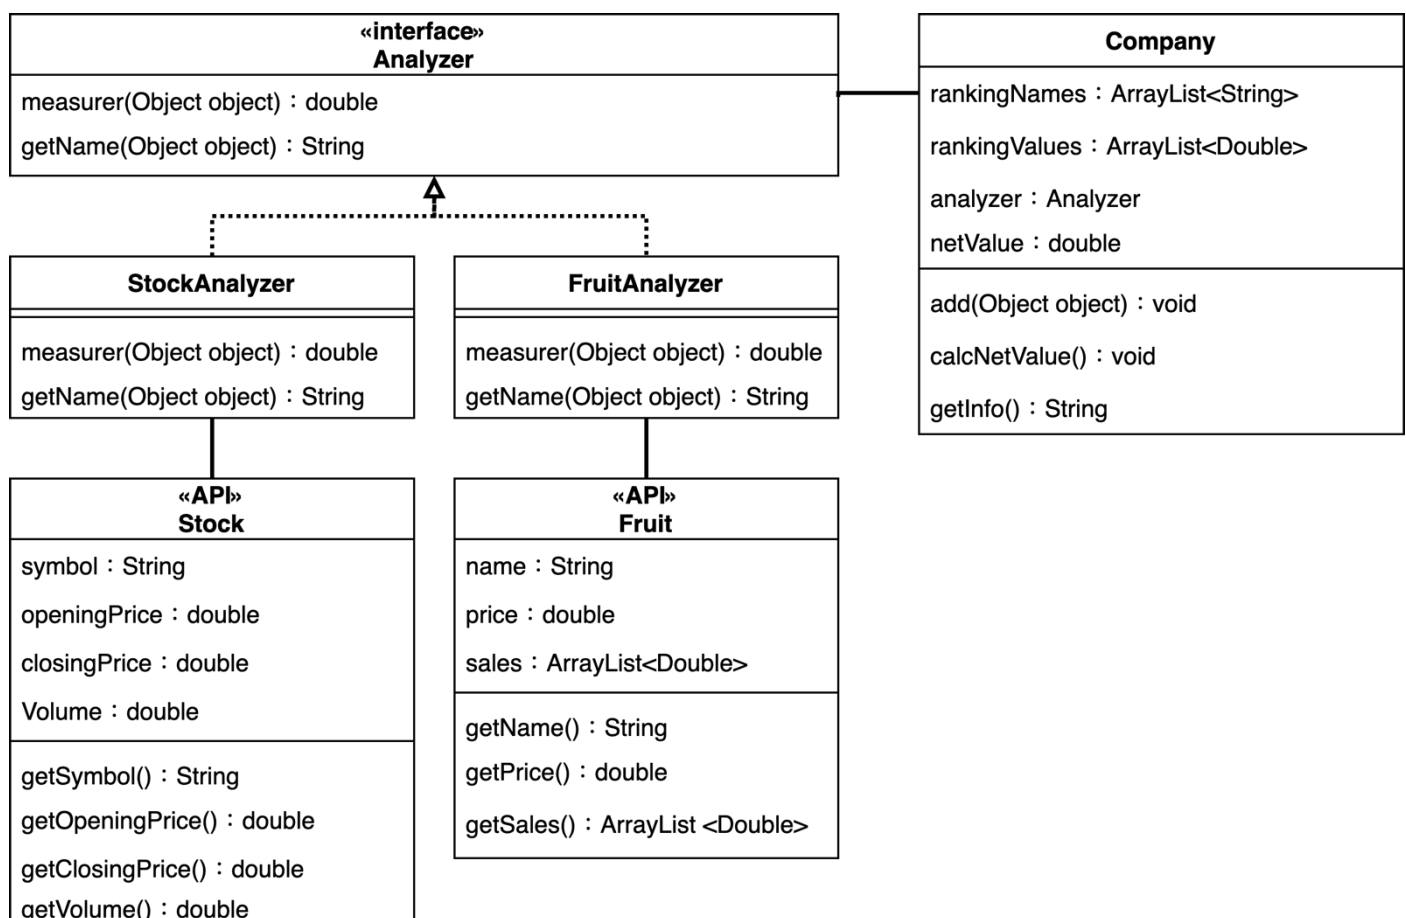 «interface»
Analyzer
measurer(Object object)：double
getName(Object object)：String
Company
rankingNames：ArrayList<String>
rankingValues：ArrayList<Double>
analyzer：Analyzer
netValue：double
add(Object object)：void
calcNetValue()：void
getInfo()：String
StockAnalyzer
measurer(Object object)：double
getName(Object object)：String
FruitAnalyzer
measurer(Object object)：double
getName(Object object)：String
«API»
Stock
symbol：String
openingPrice：double
closingPrice：double
Volume：double
getSymbol()：String
getOpeningPrice()：double
getClosingPrice()：double
getVolume()：double
«API»
Fruit
name：String
price：double
sales：ArrayList<Double>
getName()：String
getPrice()：double
getSales()：ArrayList <Double>